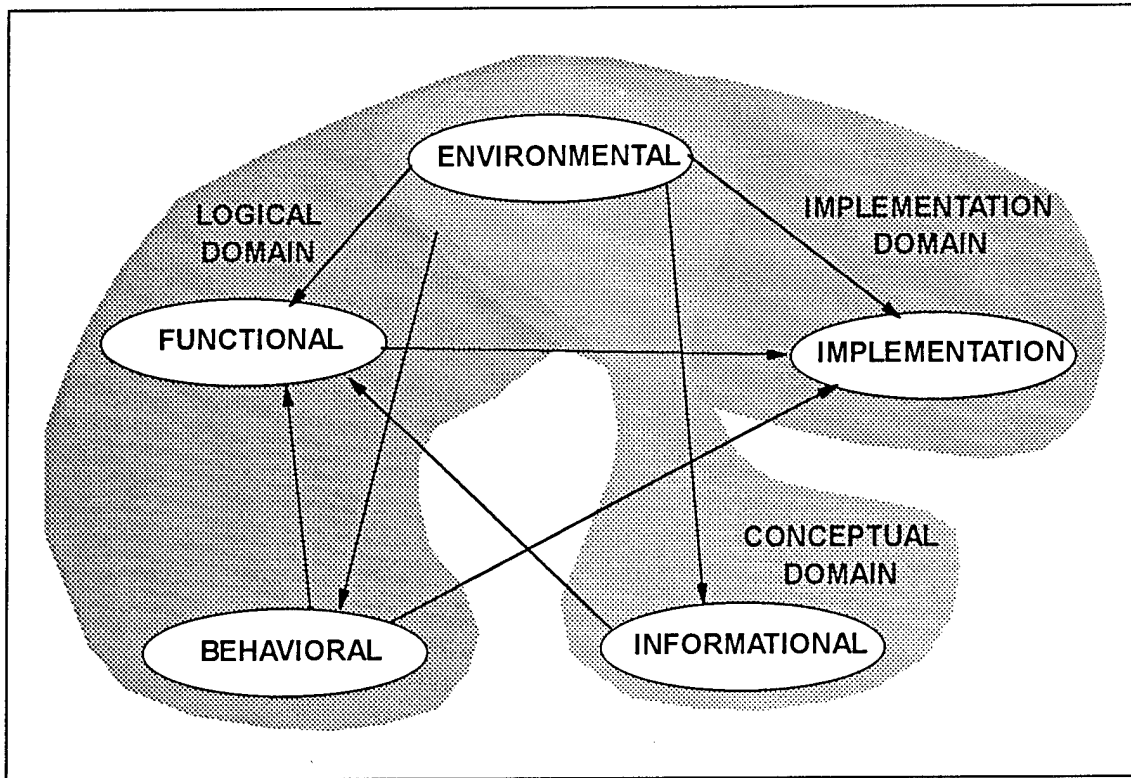 ENVIRONMENTAL
LOGICAL
DOMAIN
IMPLEMENTATION
DOMAIN
FUNCTIONAL
IMPLEMENTATION
CONCEPTUAL
DOMAIN
BEHAVIORAL
INFORMATIONAL